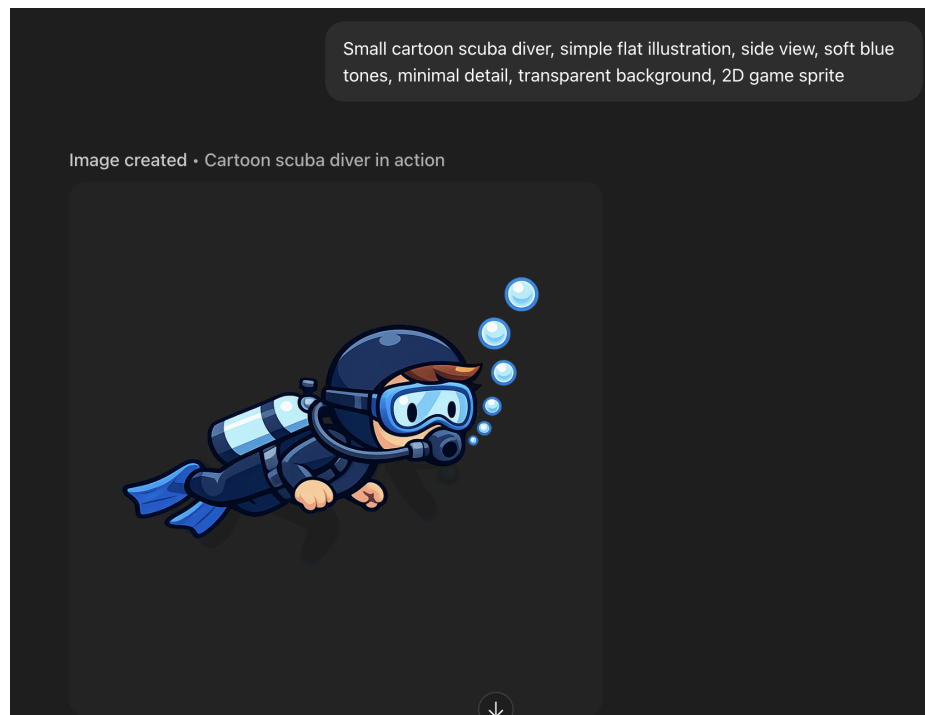 Small cartoon scuba diver, simple flat illustration, side view, soft blue
tones, minimal detail, transparent background, 2D game sprite
Image created • Cartoon scuba diver in action